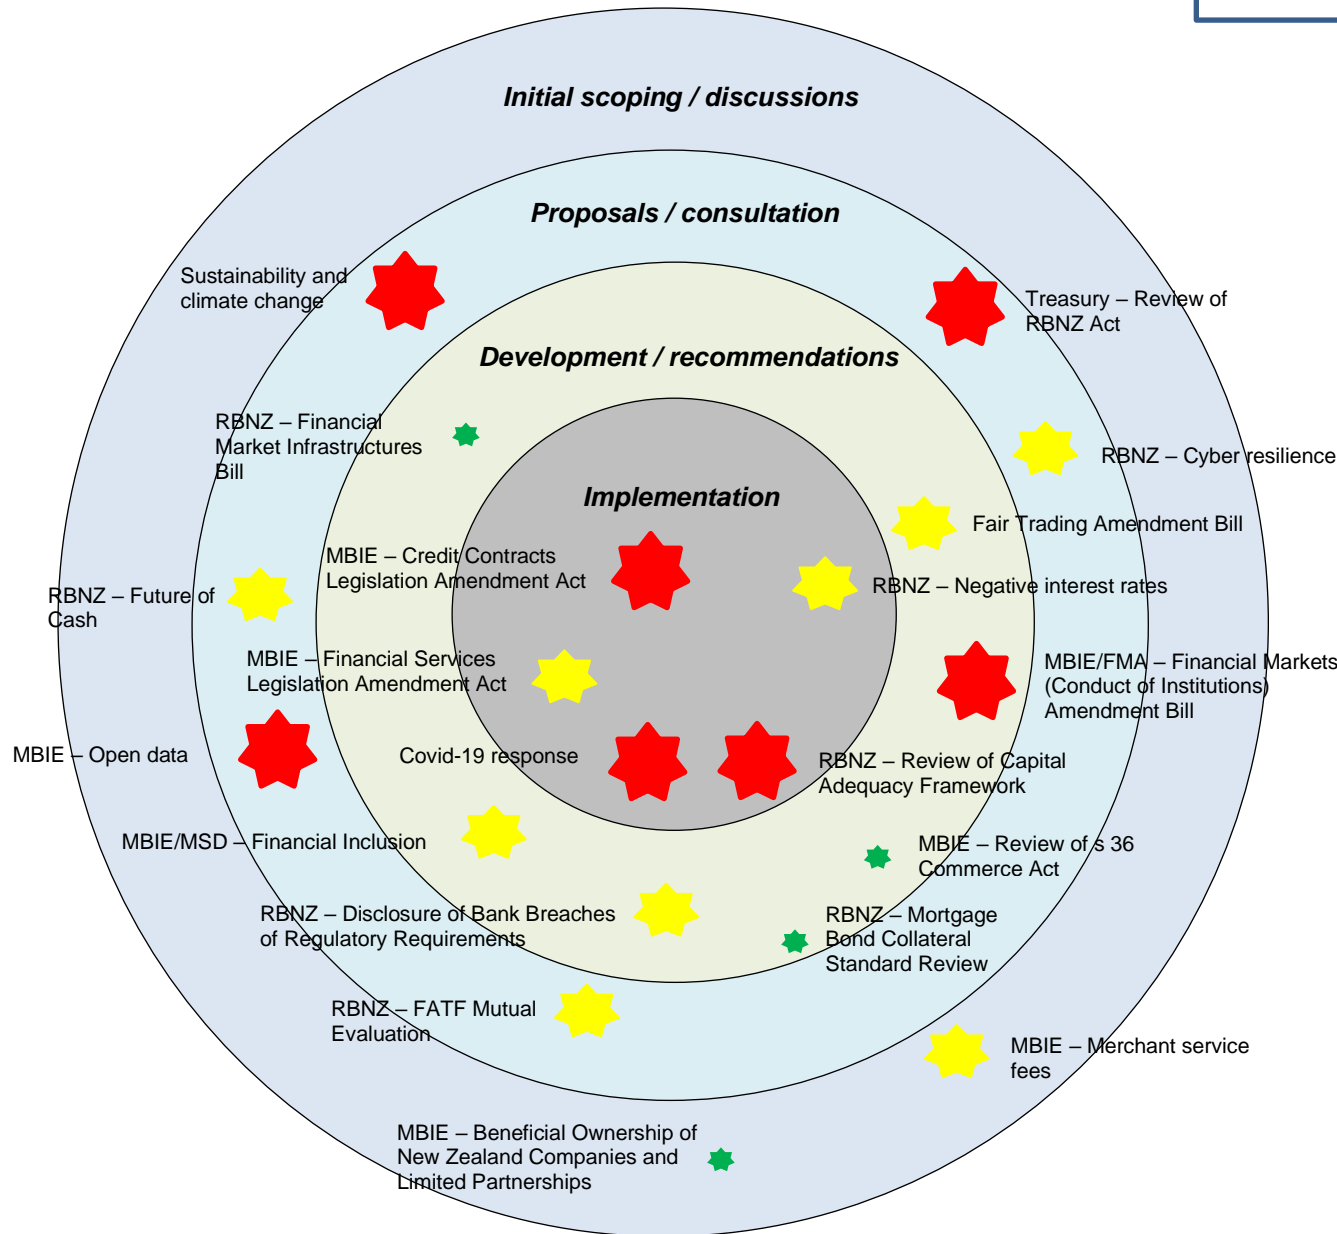 Initial scoping / discussions
Proposals / consultation
Sustainability and
climate change
Treasury – Review of
RBNZ Act
Development / recommendations
RBNZ – Financial
Market Infrastructures
Bill
RBNZ – Cyber resilience
Implementation
Fair Trading Amendment Bill
MBIE – Credit Contracts
Legislation Amendment Act
RBNZ – Negative interest rates
RBNZ – Future of
Cash
MBIE – Financial Services
Legislation Amendment Act
MBIE/FMA – Financial Markets
(Conduct of Institutions)
Amendment Bill
MBIE – Open data
Covid-19 response
RBNZ – Review of Capital
Adequacy Framework
MBIE/MSD – Financial Inclusion
MBIE – Review of s 36
Commerce Act
RBNZ – Disclosure of Bank Breaches
of Regulatory Requirements
RBNZ – Mortgage
Bond Collateral
Standard Review
RBNZ – FATF Mutual
Evaluation
MBIE – Merchant service
fees
MBIE – Beneficial Ownership of
New Zealand Companies and
Limited Partnerships